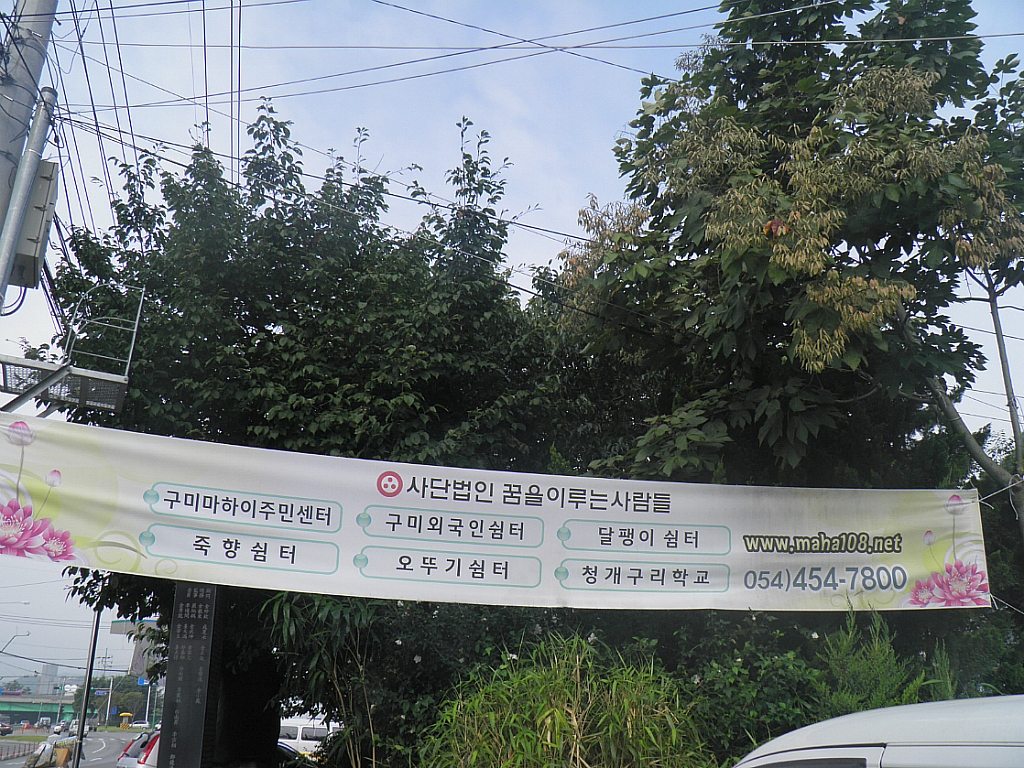 사단법인 꿈을이루는사람들
구미마하이주민센터
구미외국인쉼터
달팽이 쉼터
죽 향 쉼 터
오뚜기쉼터
청개구리학교
www.maha108.net
054)454-7800